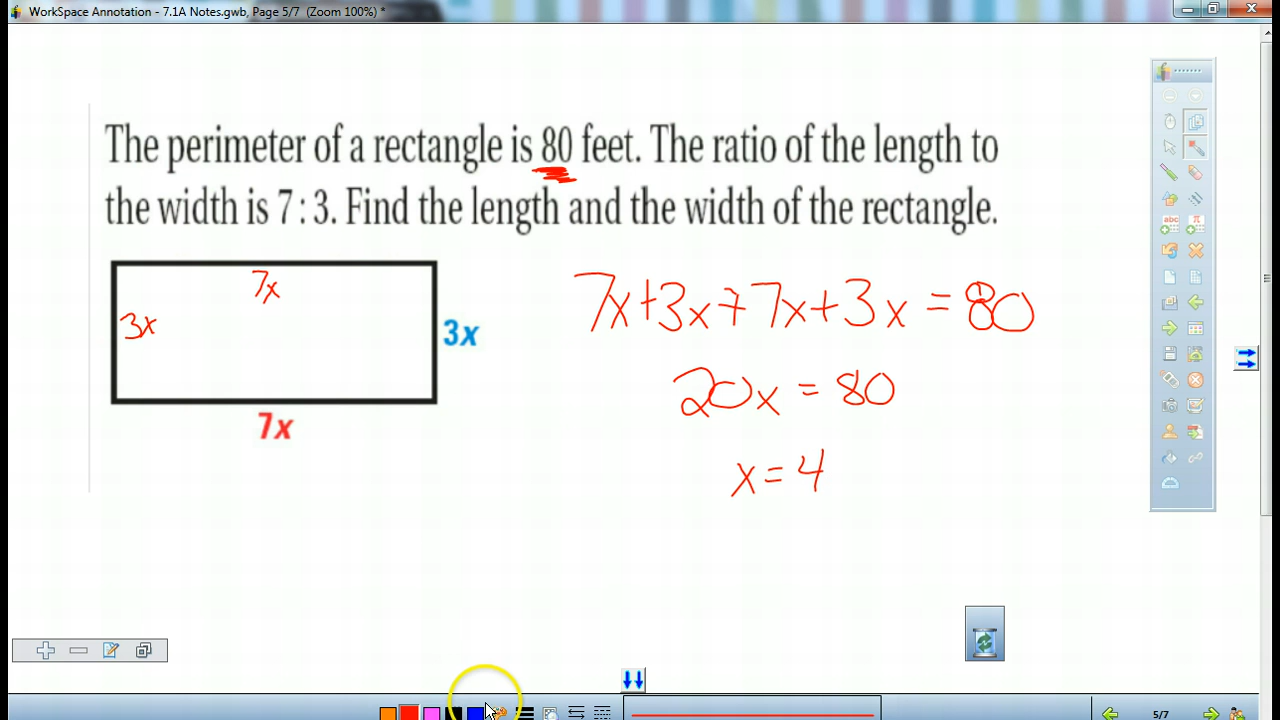 WorkSpace Annotation - 7.1A Notes.gwb, Page 5/7 (Zoom 100%) *
The perimeter of a rectangle is 80 feet. The ratio of the length to
the width is 7 : 3. Find the length and the width of the rectangle.
7x
3x
3x
7x
7x+3x+7x+3x = 80
20x = 80
x = 4
abc
π
5/7